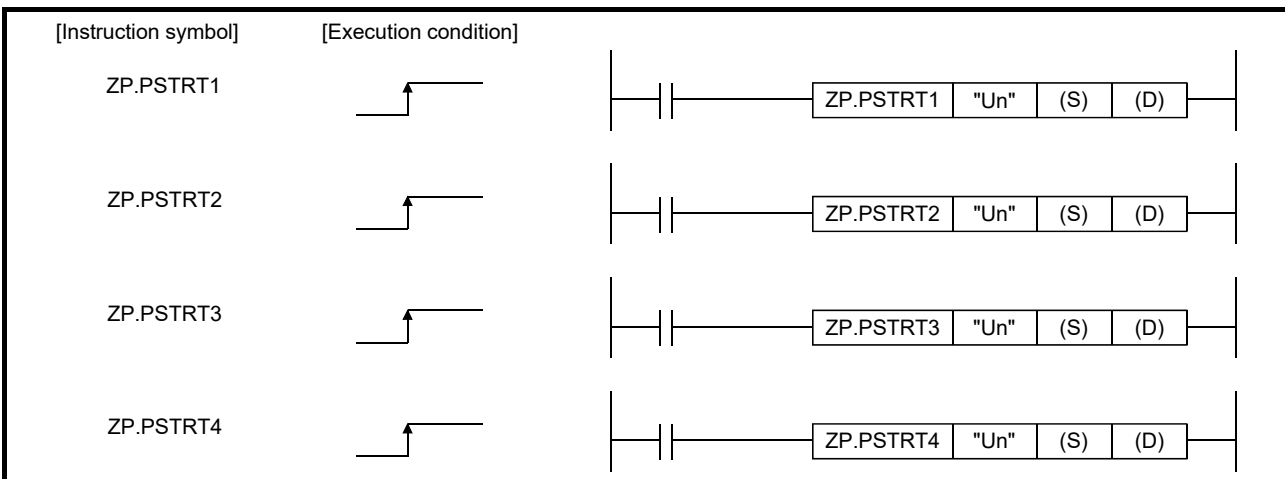 [Instruction symbol] [Execution condition]
ZP.PSTRT1 ZP.PSTRT1 "Un" (S) (D)
ZP.PSTRT2 ZP.PSTRT2 "Un" (S) (D)
ZP.PSTRT3 ZP.PSTRT3 "Un" (S) (D)
ZP.PSTRT4 ZP.PSTRT4 "Un" (S) (D)